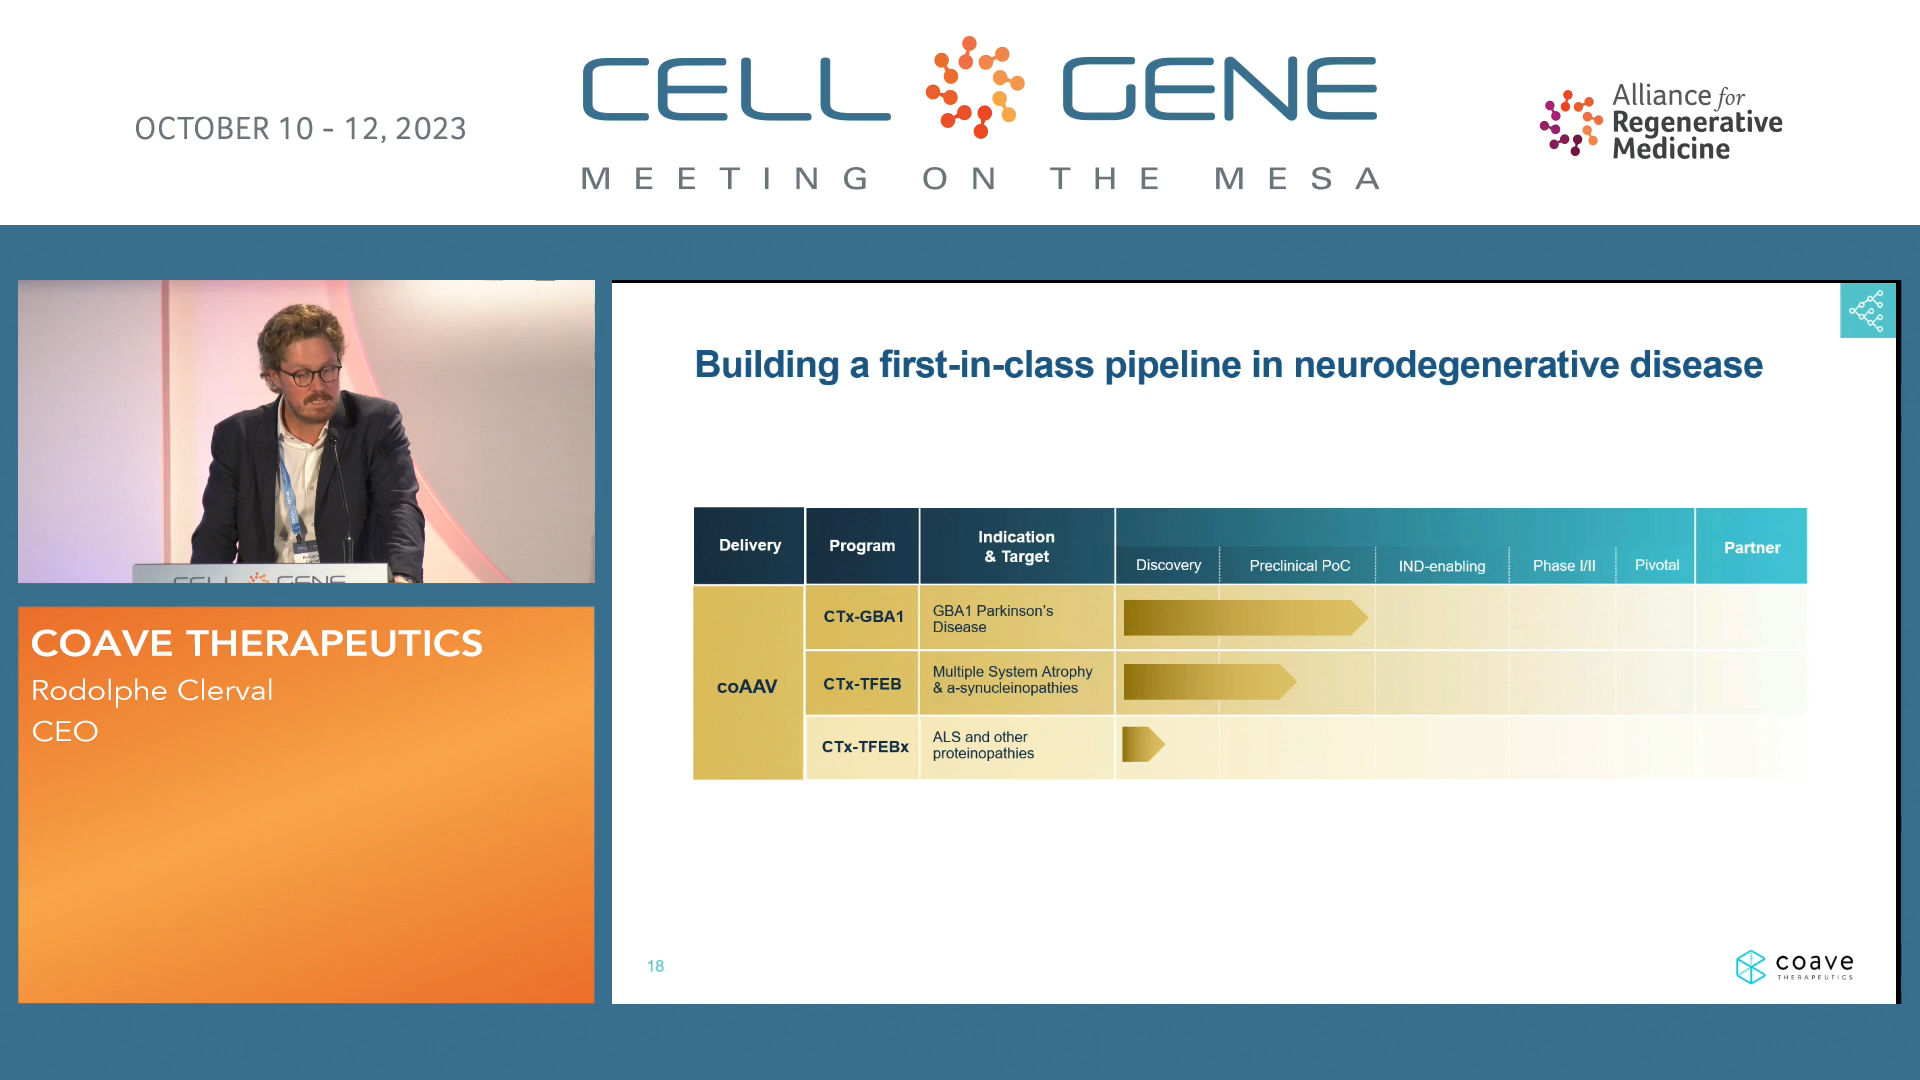 OCTOBER 10 - 12, 2023
CELL GENE
MEETING ON THE MESA
Alliance for
Regenerative
Medicine
CELL GENE
COAVE THERAPEUTICS
Rodolphe Clerval
CEO
Building a first-in-class pipeline in neurodegenerative disease
Delivery
Program
Indication
& Target
Discovery
Preclinical PoC
IND-enabling
Phase I/II
Pivotal
Partner
coAAV
CTx-GBA1
GBA1 Parkinson's
Disease
CTx-TFEB
Multiple System Atrophy
& a-synucleinopathies
CTx-TFEBx
ALS and other
proteinopathies
18
coave
THERAPEUTICS